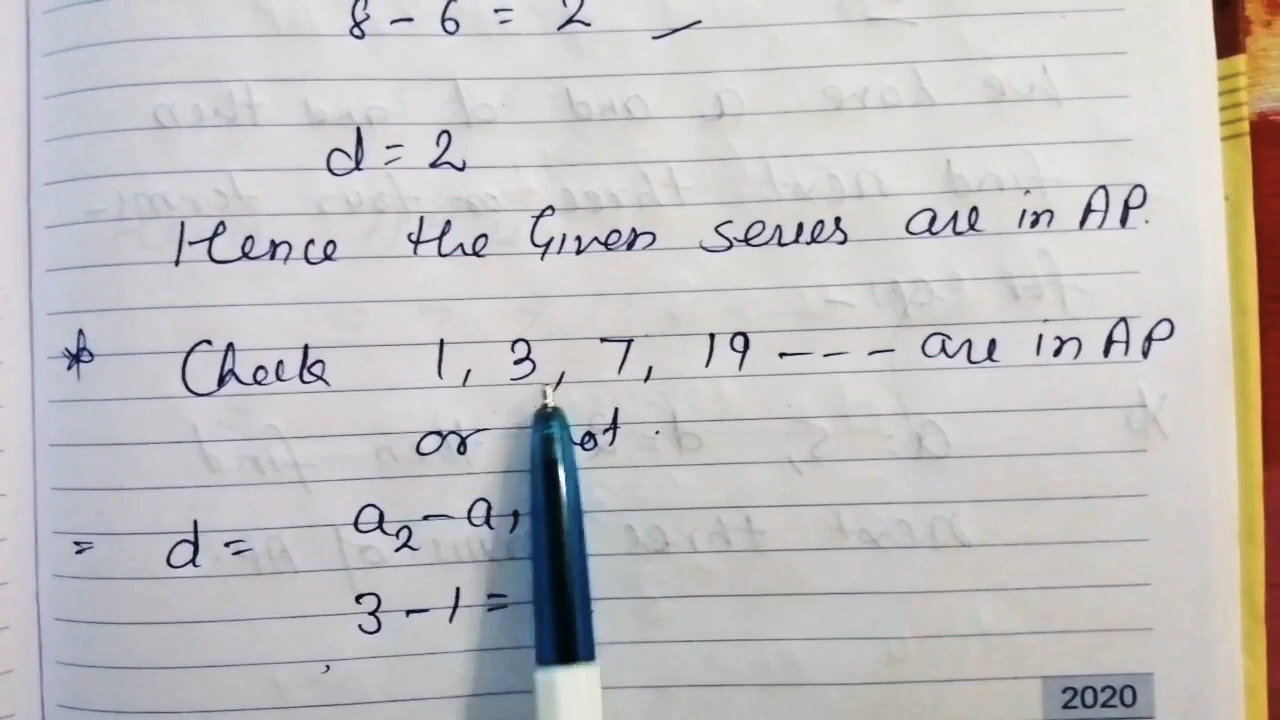 8 - 6 = 2
d = 2
Hence the Given series are in AP.
* Check 1, 3, 7, 19 ---- are in AP
or not.
= d = a₂ - a₁
3 - 1 =
2020